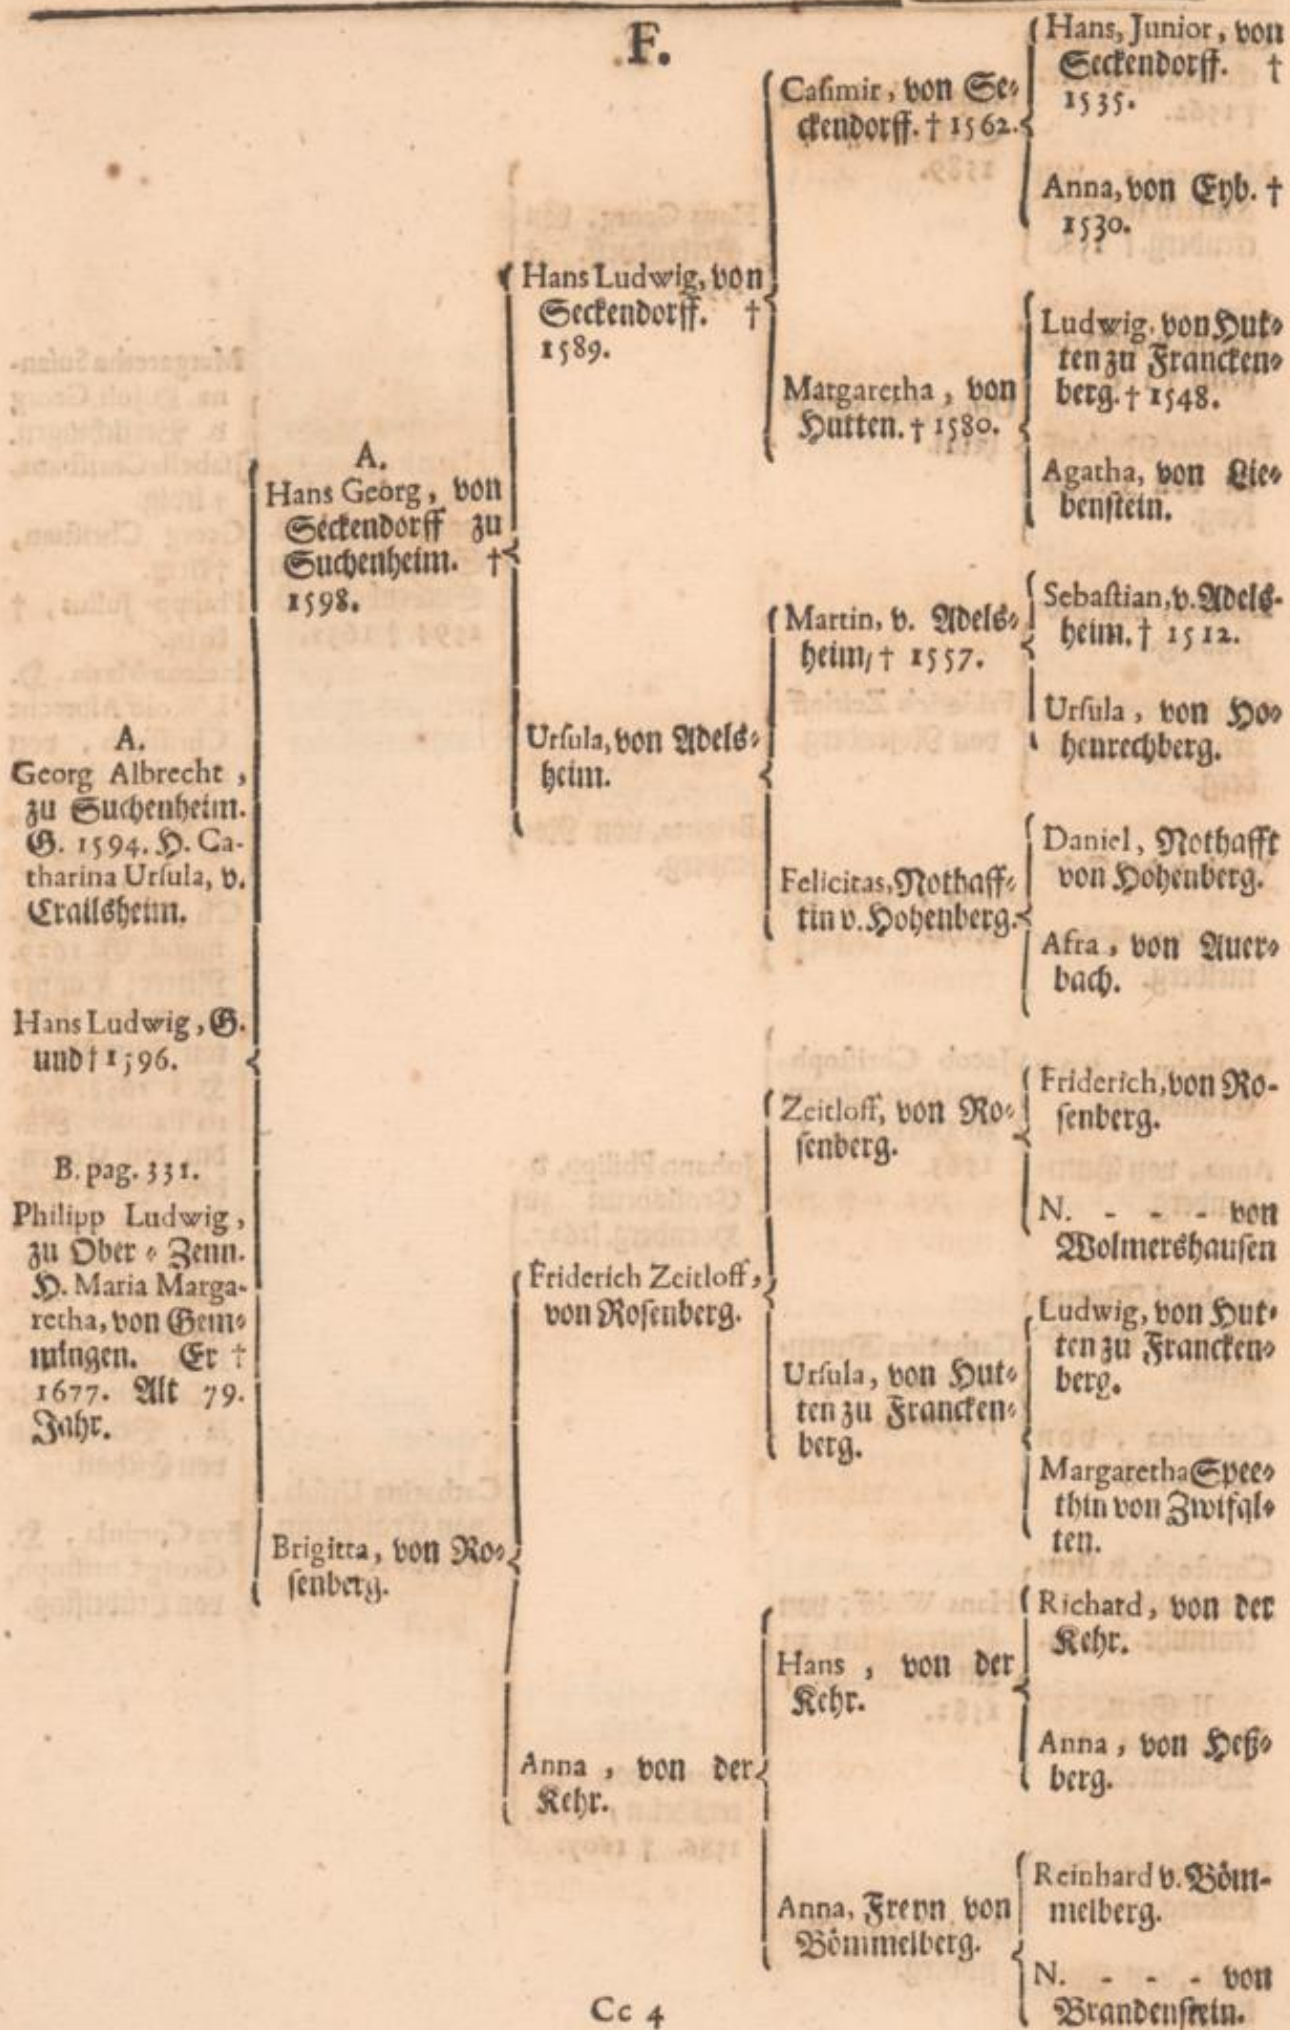 F.
A.
Georg Albrecht,
zu Suchenheim.
G. 1594. H. Ca-
tharina Ursula, v.
Crailsheim.
Hans Ludwig, G.
und † 1596.
B. pag. 331.
Philipp Ludwig,
zu Ober-Zenn.
H. Maria Marga-
retha, von Gem-
mingen. Er †
1677. Alt 79.
Jahr.
A.
Hans Georg, von
Seckendorff zu
Suchenheim. †
1598.
Brigitta, von Ro-
senberg.
Hans Ludwig, von
Seckendorff. †
1589.
Ursula, von Adels-
heim.
Friderich Zeitloff,
von Rosenberg.
Anna, von der
Kehr.
Casimir, von Se-
ckendorff. † 1562.
Margaretha, von
Hutten. † 1580.
Martin, v. Adels-
heim, † 1557.
Felicitas, Nothaff-
tin v. Hohenberg.
Zeitloff, von Ro-
senberg.
Ursula, von Hut-
ten zu Francken-
berg.
Hans, von der
Kehr.
Anna, Freyn von
Bömmelberg.
Hans, Junior, von
Seckendorff. †
1535.
Anna, von Eyb. †
1530.
Ludwig, von Hut-
ten zu Francken-
berg. † 1548.
Agatha, von Lie-
benstein.
Sebastian, v. Adels-
heim. † 1512.
Ursula, von Ho-
henrechberg.
Daniel, Nothafft
von Hohenberg.
Afra, von Auer-
bach.
Friderich, von Ro-
senberg.
N. - - - von
Wolmershausen
Ludwig, von Hut-
ten zu Francken-
berg.
Margaretha Spee-
thin von Zwifal-
ten.
Richard, von der
Kehr.
Anna, von Heß-
berg.
Reinhard v. Böm-
melberg.
N. - - - von
Brandenstein.
Cc 4